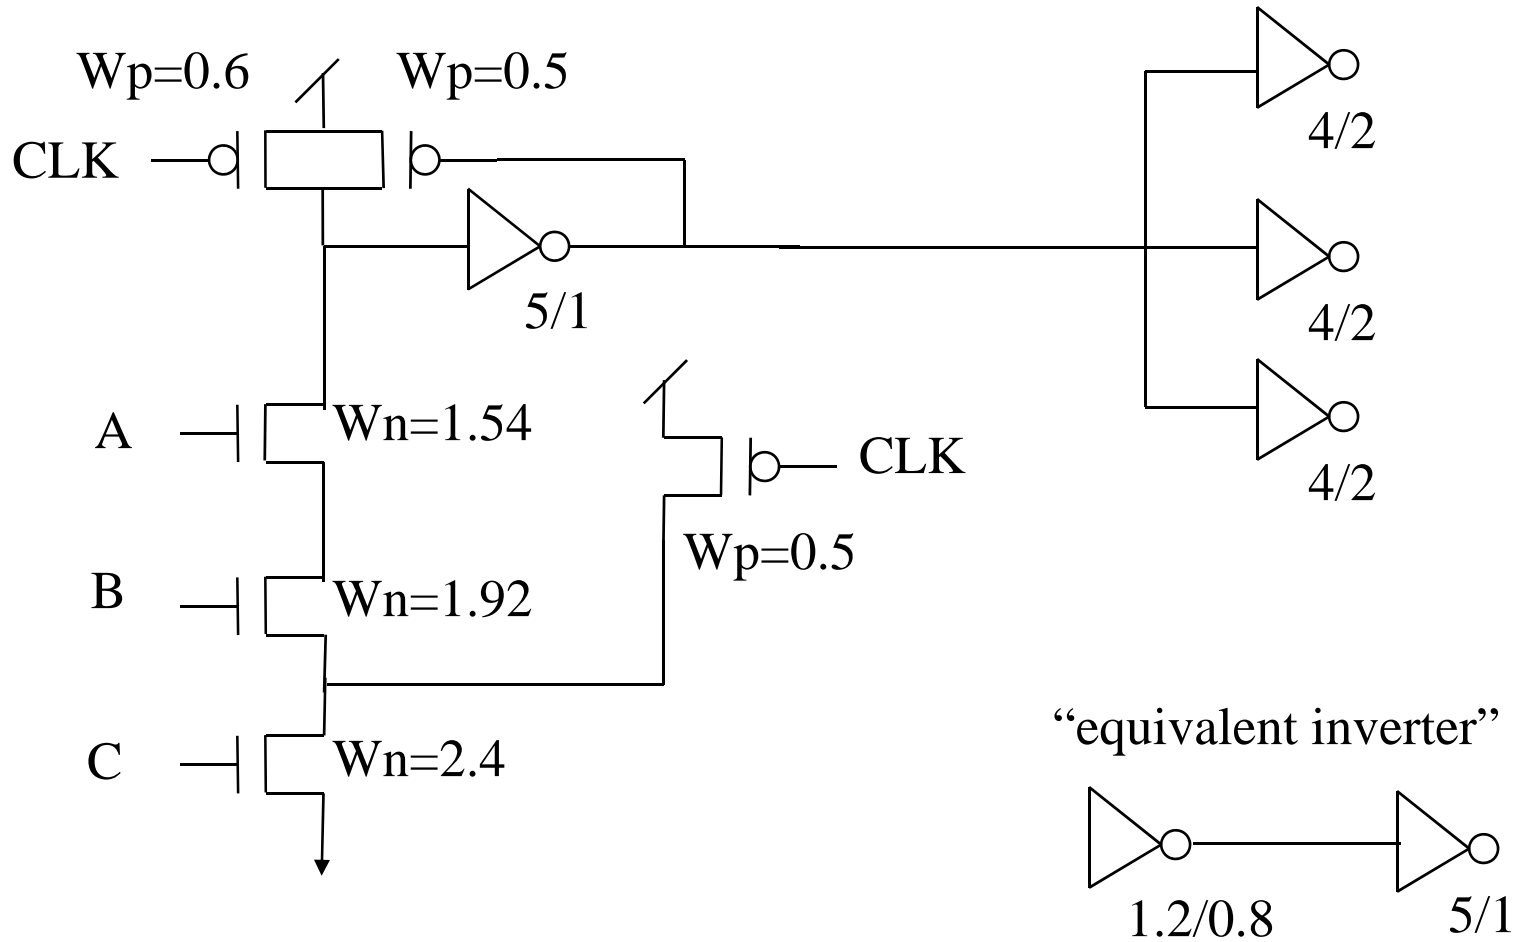 Wp=0.6
Wp=0.5
CLK
4/2
5/1
4/2
A
Wn=1.54
CLK
4/2
Wp=0.5
B
Wn=1.92
C
Wn=2.4
“equivalent inverter”
1.2/0.8
5/1